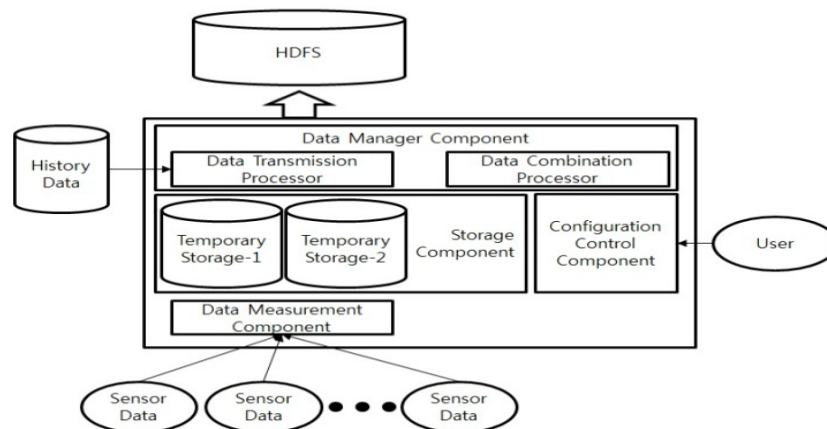 HDFS
Data Manager Component
Data Transmission
Processor
Data Combination
Processor
History
Data
Temporary
Storage-1
Temporary
Storage-2
Storage
Component
Configuration
Control
Component
User
Data Measurement
Component
Sensor
Data
Sensor
Data
Sensor
Data